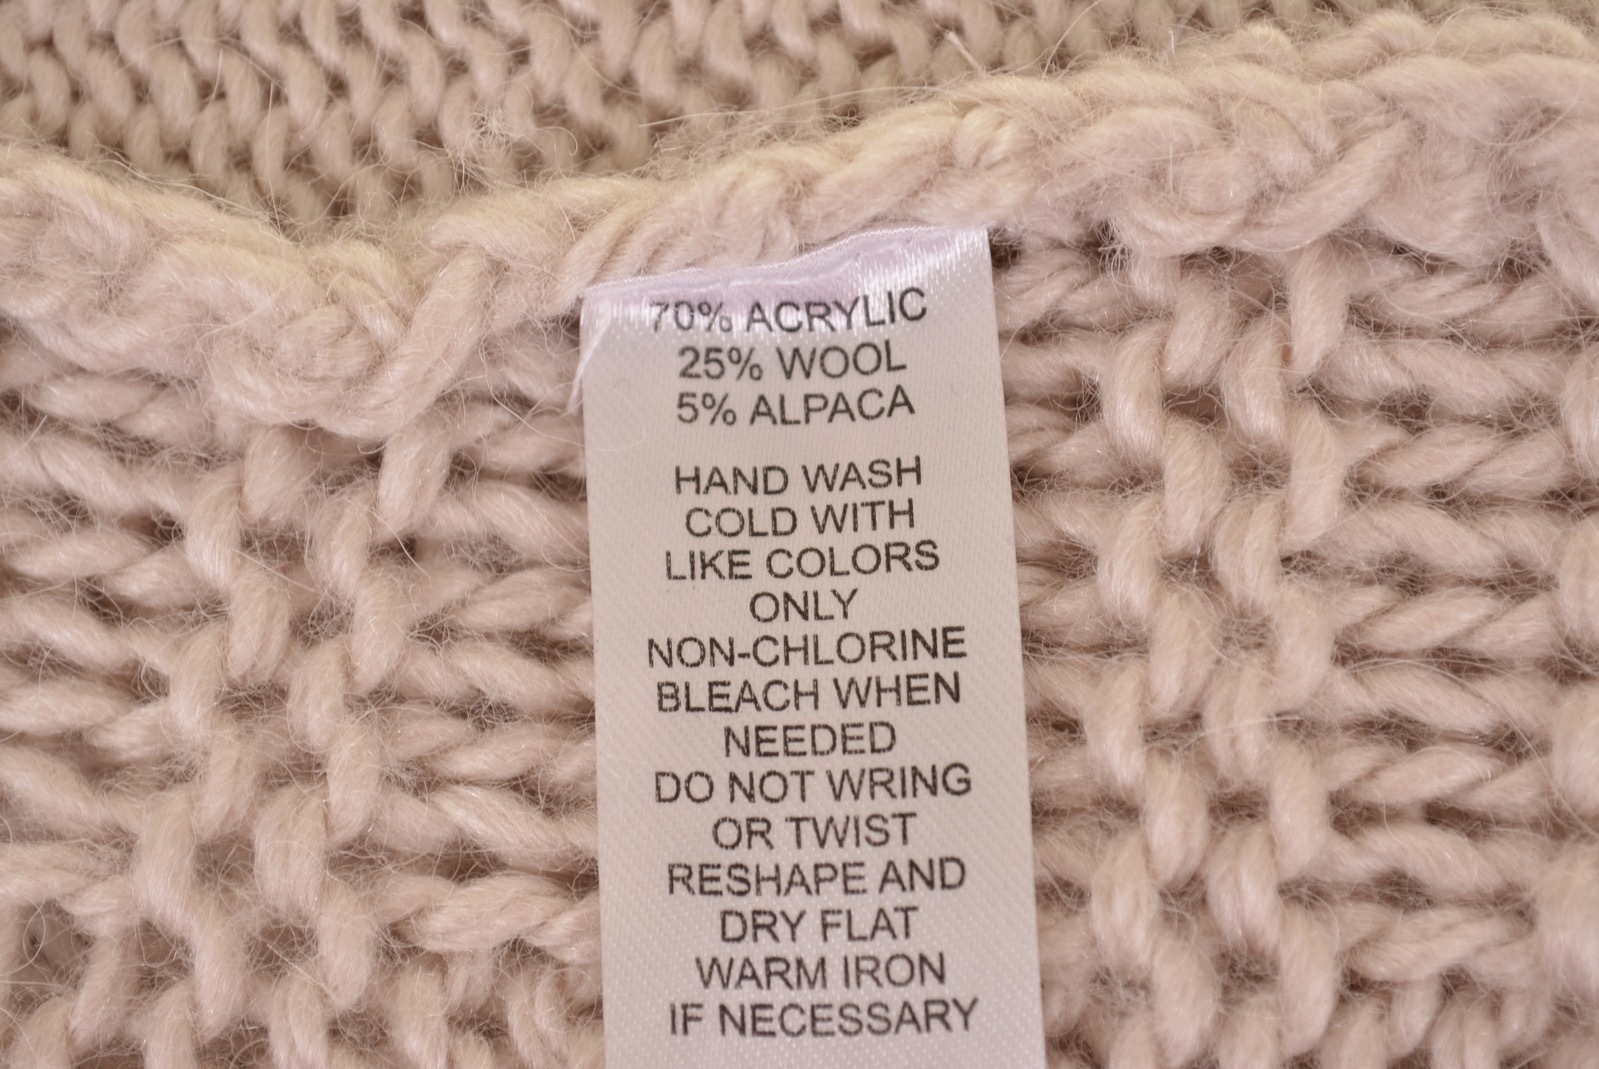 70% ACRYLIC
25% WOOL
5% ALPACA
HAND WASH
COLD WITH
LIKE COLORS
ONLY
NON-CHLORINE
BLEACH WHEN
NEEDED
DO NOT WRING
OR TWIST
RESHAPE AND
DRY FLAT
WARM IRON
IF NECESSARY